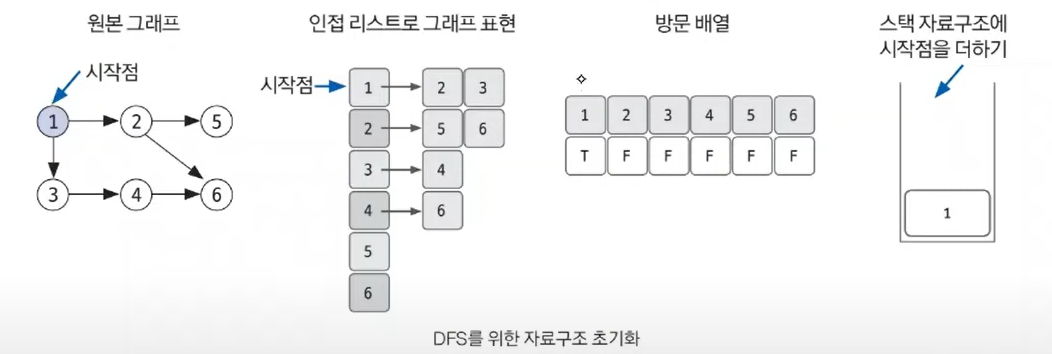 원본 그래프
시작점
1 2 5
3 4 6
인접 리스트로 그래프 표현
시작점
1 2 3
2 5 6
3 4
4 6
5
6
방문 배열
1 2 3 4 5 6
T F F F F F
스택 자료구조에
시작점을 더하기
1
DFS를 위한 자료구조 초기화